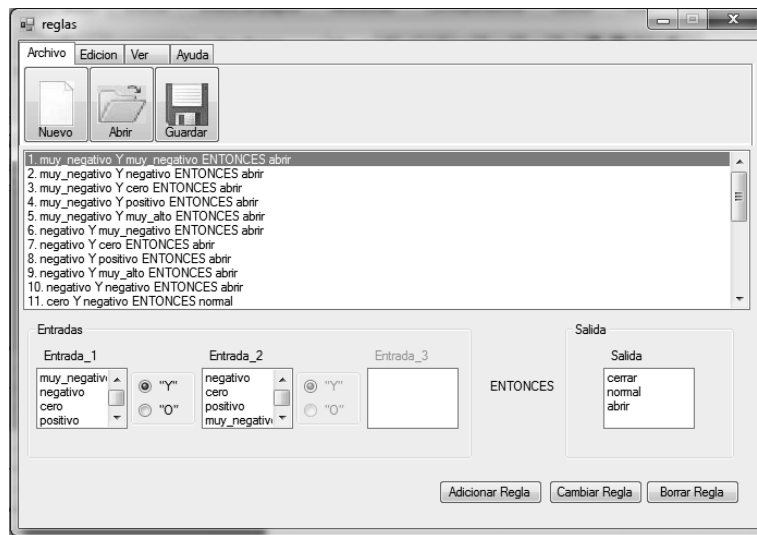 reglas
Archivo Edicion Ver Ayuda
Nuevo Abrir Guardar
1. muy_negativo Y muy_negativo ENTONCES abrir
2. muy_negativo Y negativo ENTONCES abrir
3. muy_negativo Y cero ENTONCES abrir
4. muy_negativo Y positivo ENTONCES abrir
5. muy_negativo Y muy_alto ENTONCES abrir
6. negativo Y muy_negativo ENTONCES abrir
7. negativo Y cero ENTONCES abrir
8. negativo Y positivo ENTONCES abrir
9. negativo Y muy_alto ENTONCES abrir
10. negativo Y negativo ENTONCES abrir
11. cero Y negativo ENTONCES normal
Entradas
Entrada_1
muy_negativ
negativo
cero
positivo
"Y"
"O"
Entrada_2
negativo
cero
positivo
muy_negativ
"Y"
"O"
Entrada_3
ENTONCES
Salida
Salida
cerrar
normal
abrir
Adicionar Regla Cambiar Regla Borrar Regla